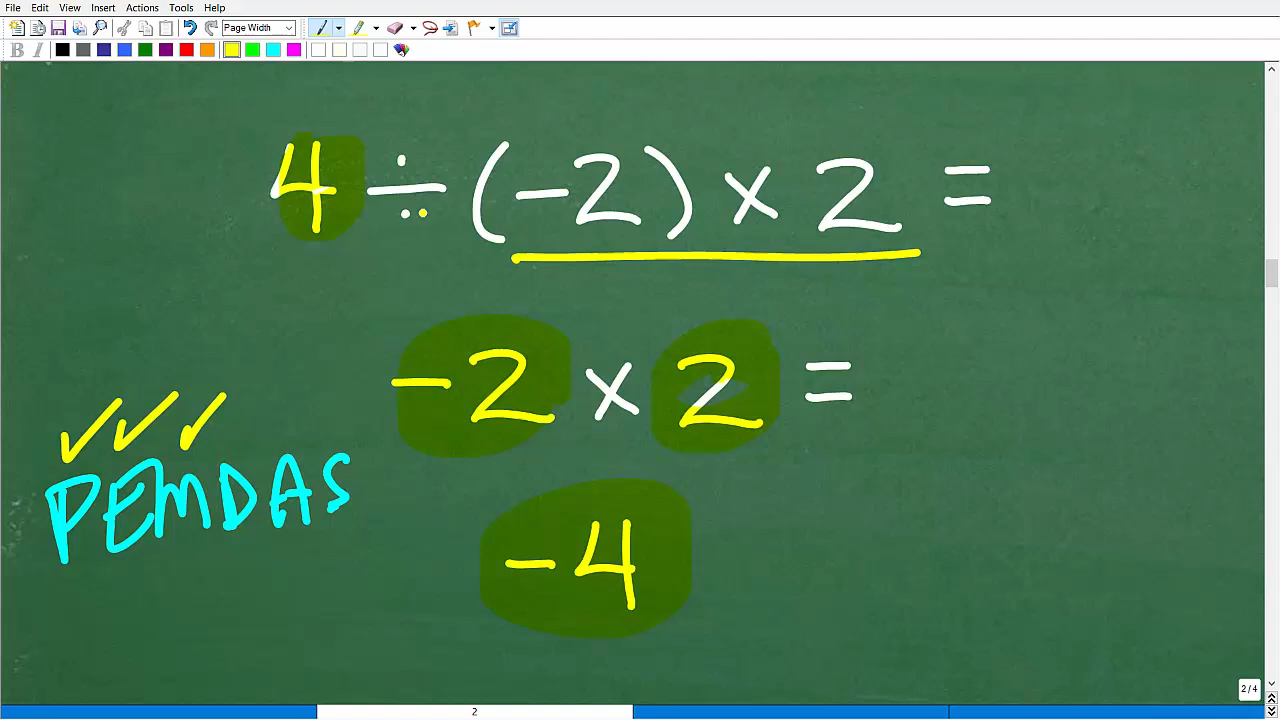 File Edit View Insert Actions Tools Help
Page Width
B I
4 ÷ (-2) × 2 =
-2 × 2 =
PEMDAS
-4
2/4
2